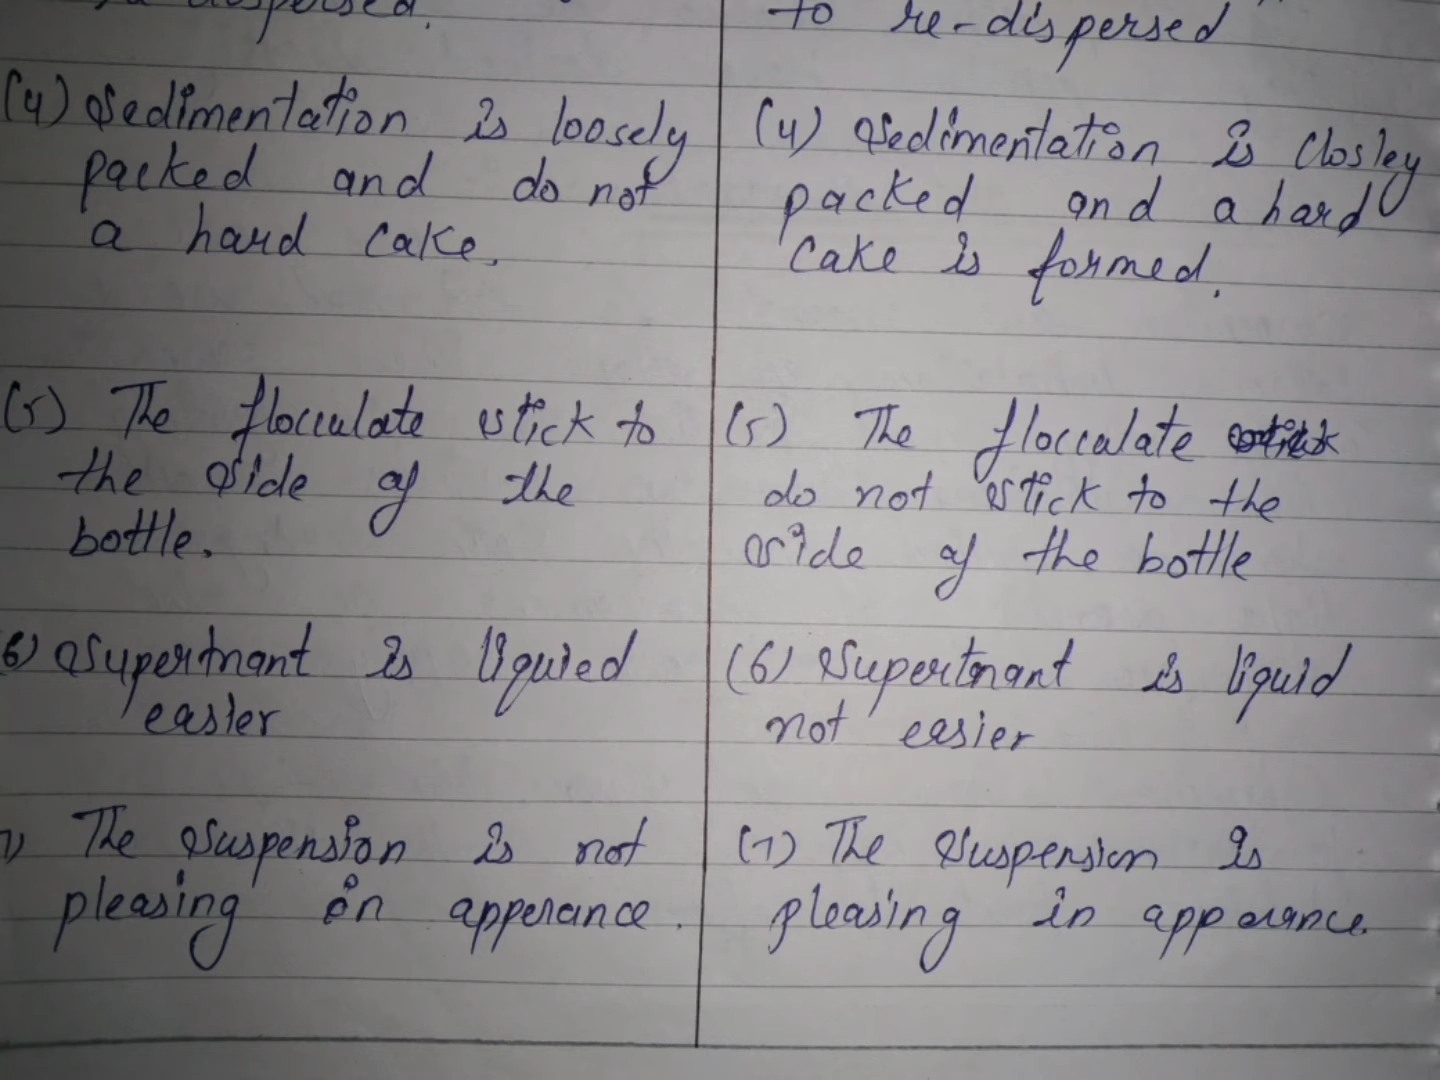 dispersed.
(4) Sedimentation is loosely
packed and do not
a hard cake.
(5) The flocculate stick to
the side of the
bottle.
6) Supertnant is liquied
easier
7) The Suspension is not
pleasing in apperance.
to re-dispersed
(4) Sedimentation is Closley
packed and a hard
cake is formed.
(5) The floccalate
do not stick to the
side of the bottle
(6) Supertnant is liquid
not easier
(7) The Suspension is
pleasing in apperance.